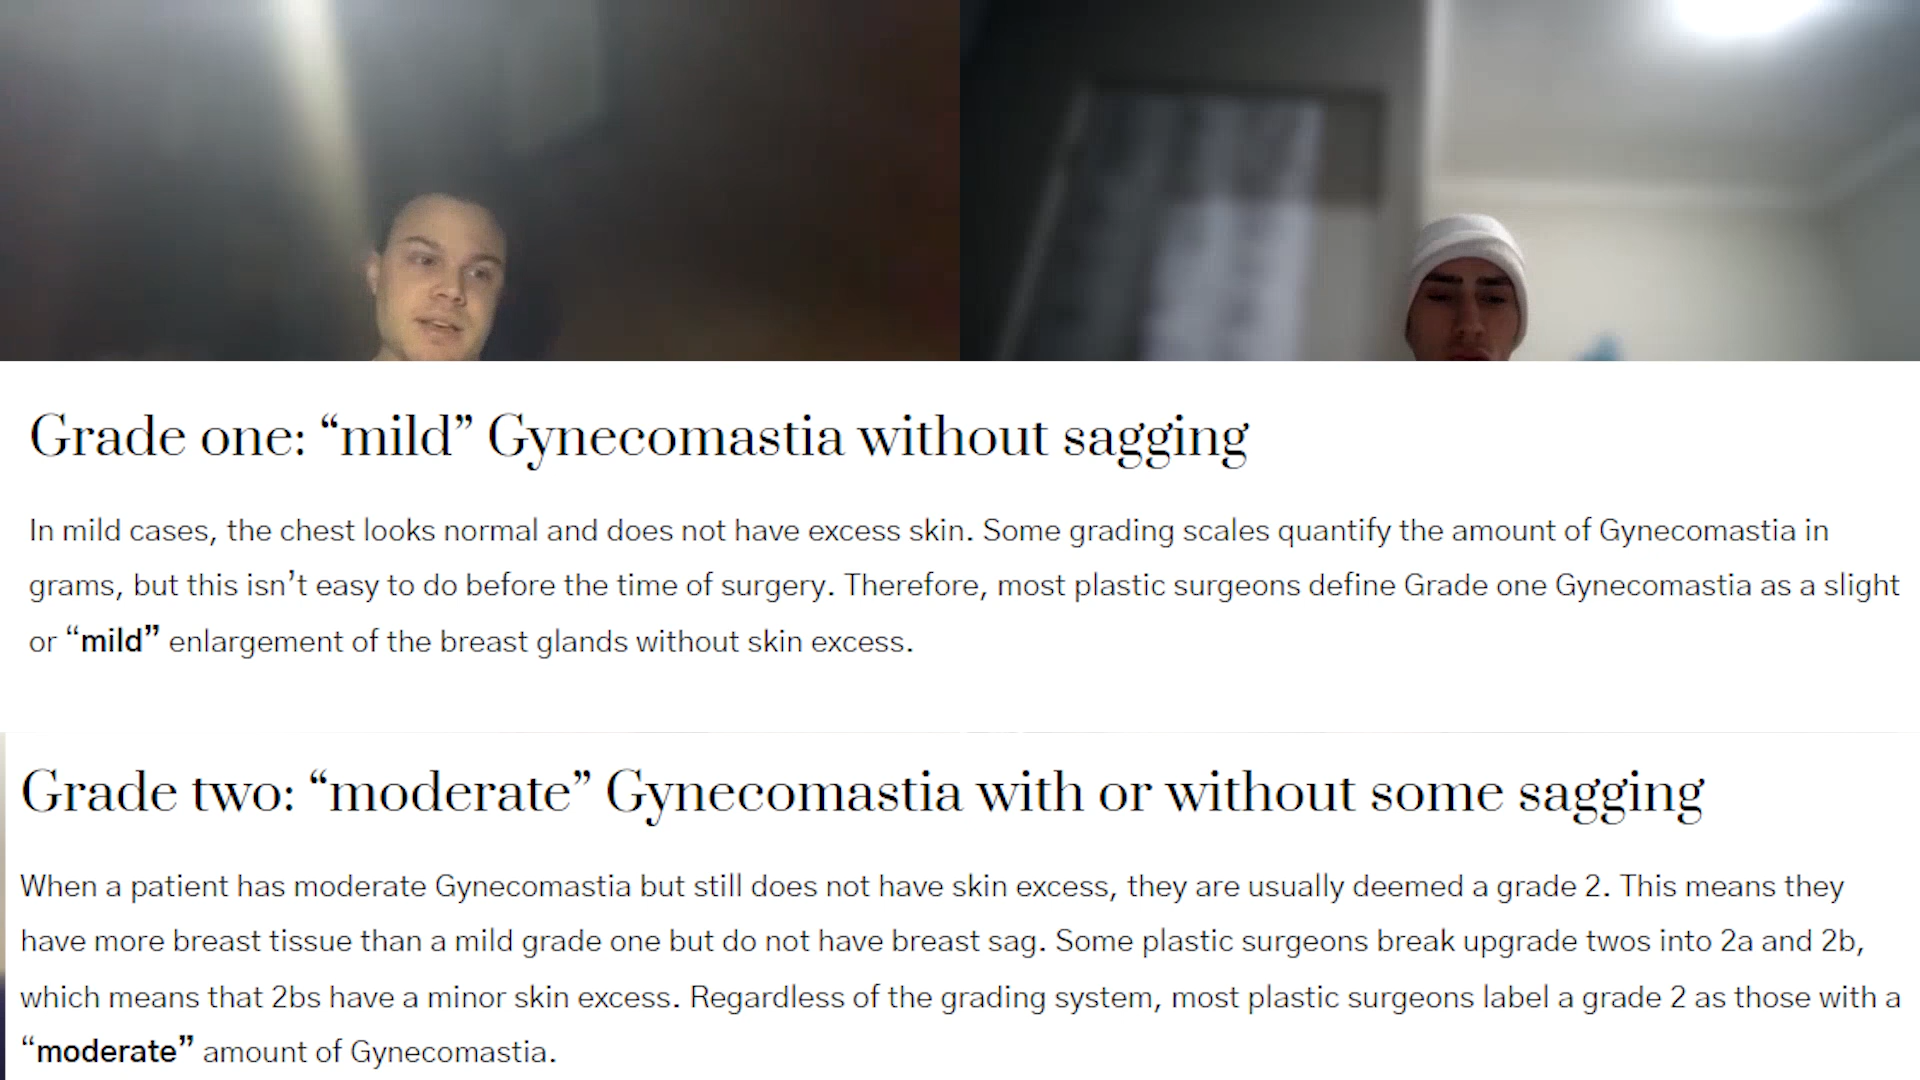 Grade one: “mild” Gynecomastia without sagging
In mild cases, the chest looks normal and does not have excess skin. Some grading scales quantify the amount of Gynecomastia in
grams, but this isn’t easy to do before the time of surgery. Therefore, most plastic surgeons define Grade one Gynecomastia as a slight
or “mild” enlargement of the breast glands without skin excess.
Grade two: “moderate” Gynecomastia with or without some sagging
When a patient has moderate Gynecomastia but still does not have skin excess, they are usually deemed a grade 2. This means they
have more breast tissue than a mild grade one but do not have breast sag. Some plastic surgeons break upgrade twos into 2a and 2b,
which means that 2bs have a minor skin excess. Regardless of the grading system, most plastic surgeons label a grade 2 as those with a
“moderate” amount of Gynecomastia.